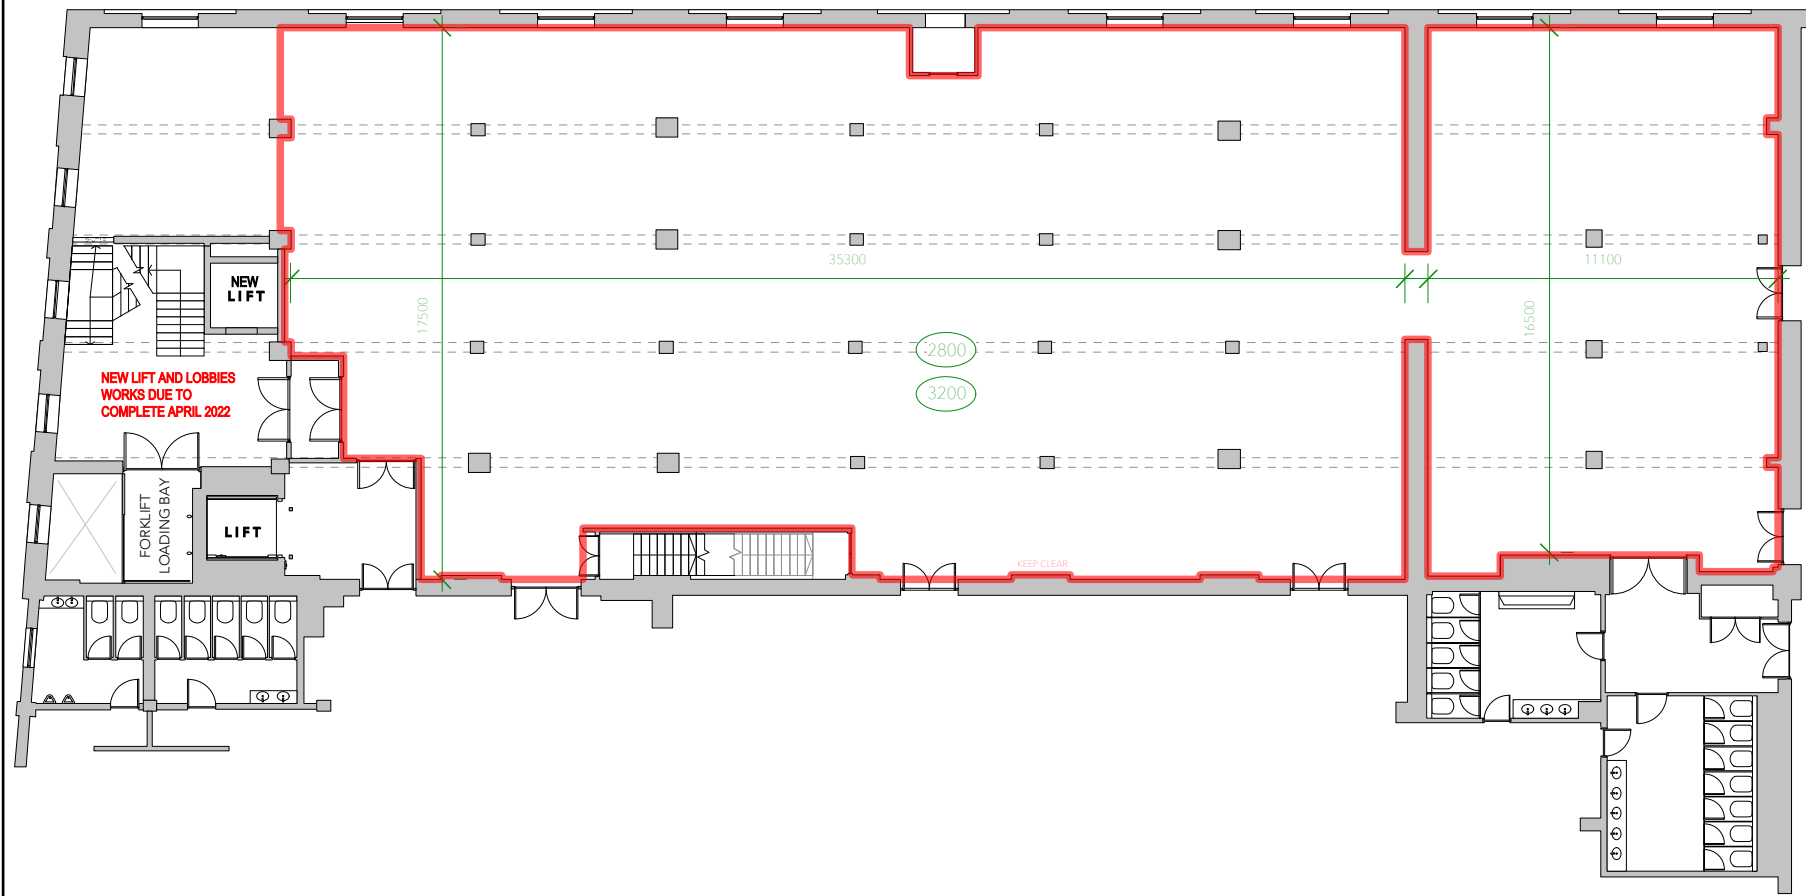 35300
11100
NEW
LIFT
17500
16500
2800
3200
NEW LIFT AND LOBBIES
WORKS DUE TO
COMPLETE APRIL 2022
FORKLIFT
LOADING BAY
LIFT
KEEP CLEAR